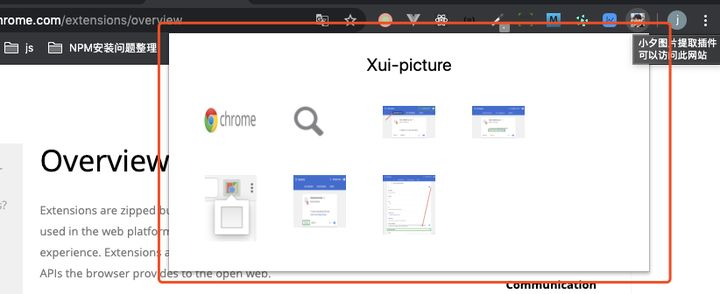 hrome.com/extensions/overview
js
NPM安装问题整理
小夕图片提取插件
可以访问此网站
Xui-picture
chrome
Overview
Extensions are zipped bu
used in the web platform
experience. Extensions a
APIs the browser provides to the open web.
Communication